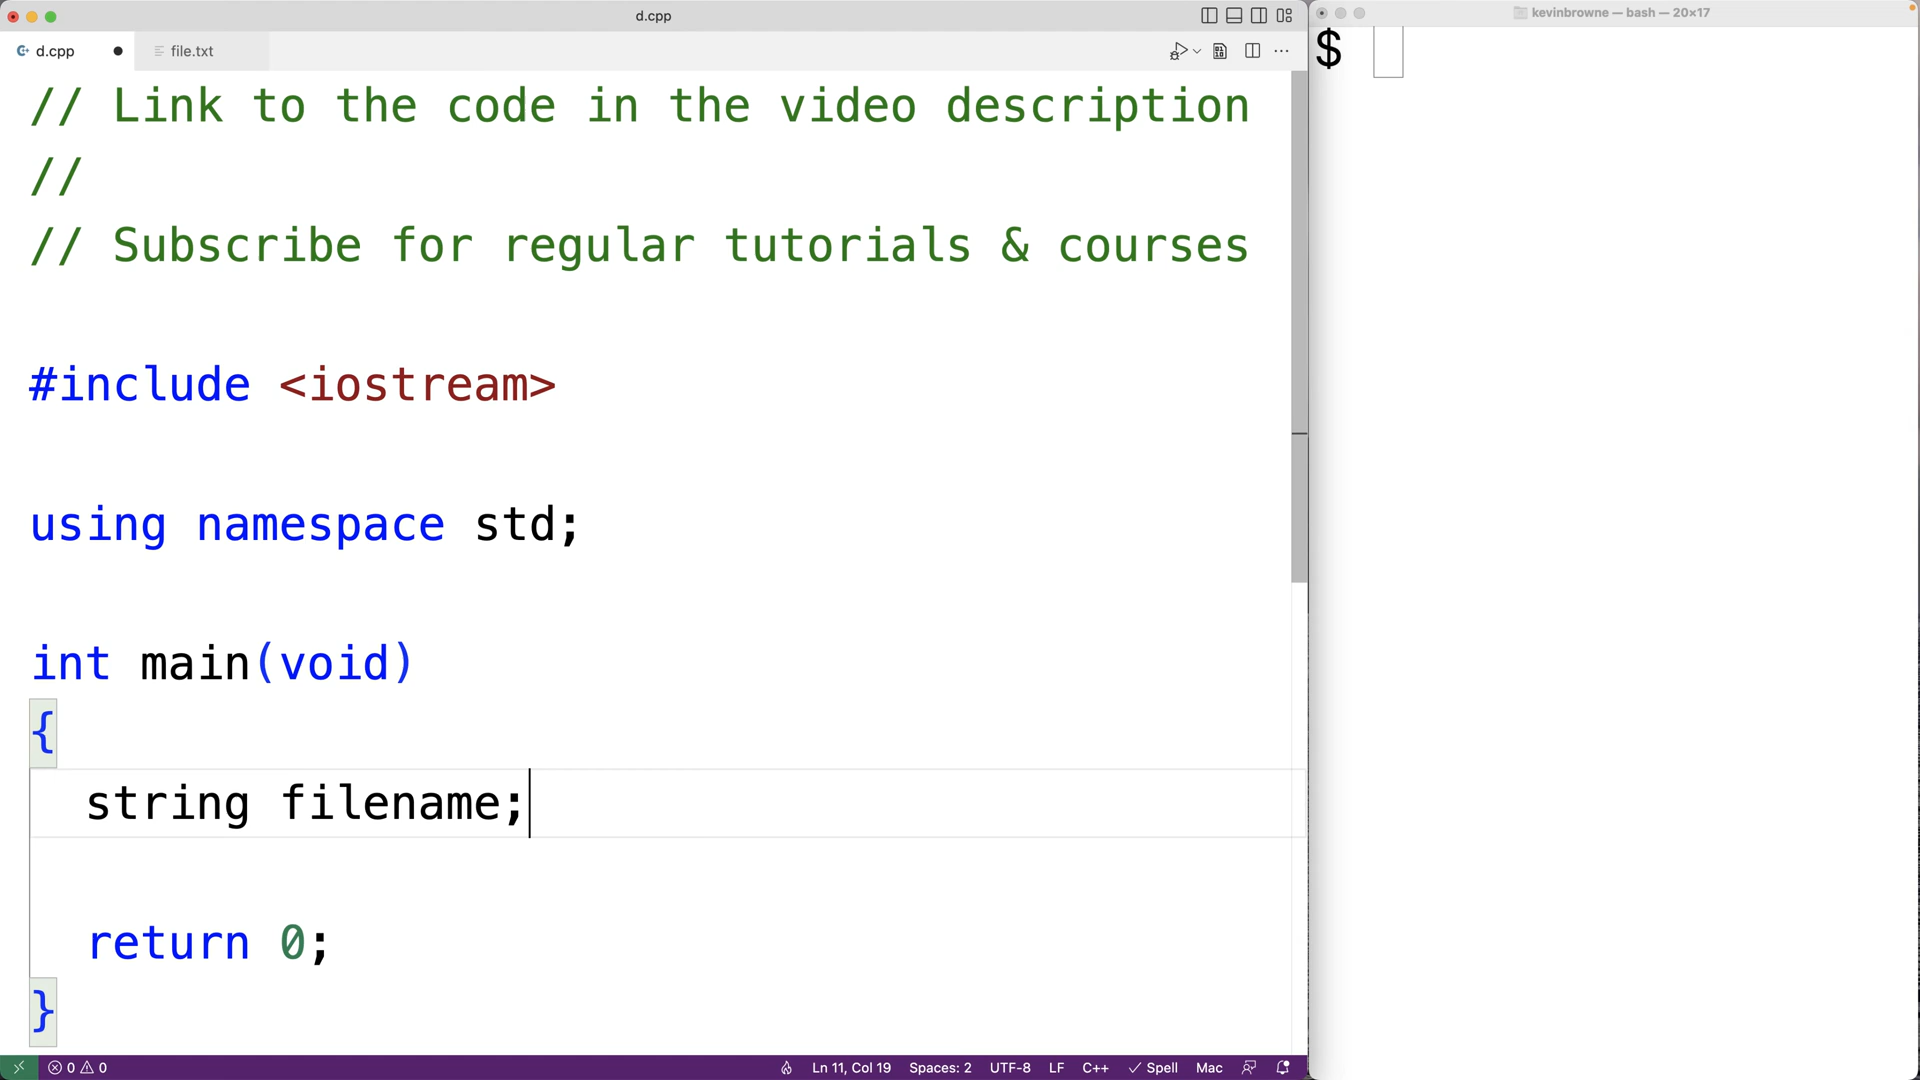 d.cpp
kevinbrowne — bash — 20×17
d.cpp
file.txt
$
// Link to the code in the video description
//
// Subscribe for regular tutorials & courses
#include <iostream>
using namespace std;
int main(void)
{
string filename;
return 0;
}
0 0 Ln 11, Col 19 Spaces: 2 UTF-8 LF C++ Spell Mac